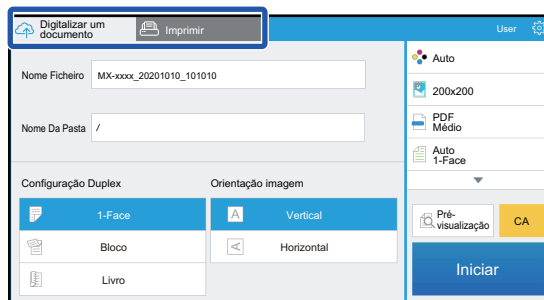 Digitalizar um
documento
Imprimir
User
Nome Ficheiro
MX-xxxx_20201010_101010
Nome Da Pasta
/
Configuração Duplex
Orientação imagem
1-Face
Bloco
Livro
A
Vertical
A
Horizontal
Auto
200x200
PDF
Médio
Auto
1-Face
Pré-
visualização
CA
Iniciar